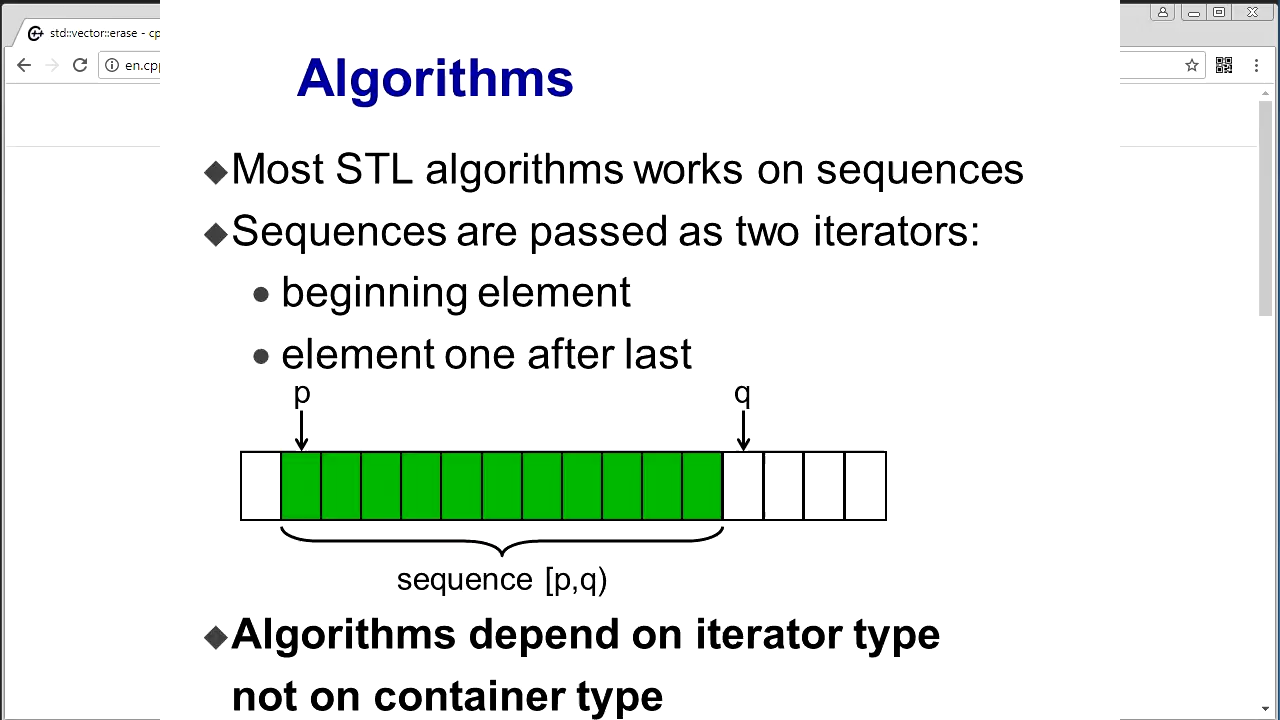 std::vector::erase - cp
en.cpp
Algorithms
Most STL algorithms works on sequences
Sequences are passed as two iterators:
beginning element
element one after last
p q
sequence [p,q)
Algorithms depend on iterator type
not on container type